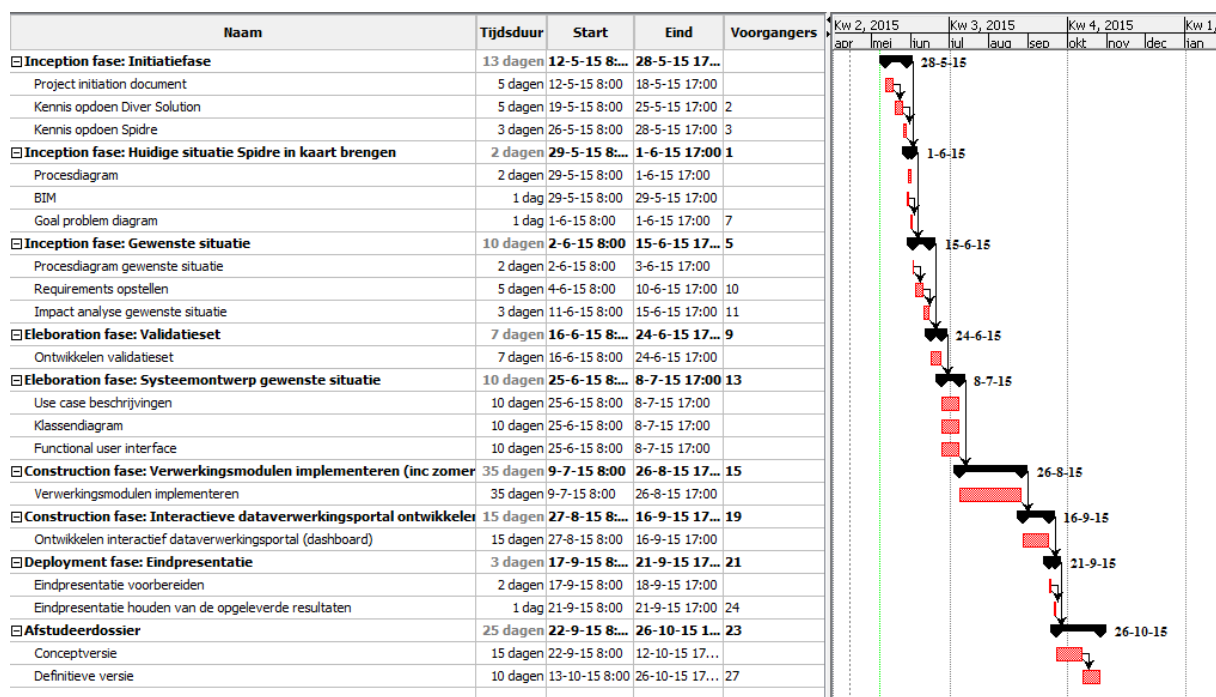 Naam Tijdsduur Start Eind Voorgangers
Kw 2, 2015 Kw 3, 2015 Kw 4, 2015 Kw 1,
apr mei jun jul aug sep okt nov dec jan
Inception fase: Initiatiefase 13 dagen 12-5-15 8:... 28-5-15 17... 28-5-15
Project initiation document 5 dagen 12-5-15 8:00 18-5-15 17:00
Kennis opdoen Diver Solution 5 dagen 19-5-15 8:00 25-5-15 17:00 2
Kennis opdoen Spidre 3 dagen 26-5-15 8:00 28-5-15 17:00 3
Inception fase: Huidige situatie Spidre in kaart brengen 2 dagen 29-5-15 8:... 1-6-15 17:00 1 1-6-15
Procesdiagram 2 dagen 29-5-15 8:00 1-6-15 17:00
BIM 1 dag 29-5-15 8:00 29-5-15 17:00
Goal problem diagram 1 dag 1-6-15 8:00 1-6-15 17:00 7
Inception fase: Gewenste situatie 10 dagen 2-6-15 8:00 15-6-15 17... 5 15-6-15
Procesdiagram gewenste situatie 2 dagen 2-6-15 8:00 3-6-15 17:00
Requirements opstellen 5 dagen 4-6-15 8:00 10-6-15 17:00 10
Impact analyse gewenste situatie 3 dagen 11-6-15 8:00 15-6-15 17:00 11
Eleboration fase: Validatieset 7 dagen 16-6-15 8:... 24-6-15 17... 9 24-6-15
Ontwikkelen validatieset 7 dagen 16-6-15 8:00 24-6-15 17:00
Eleboration fase: Systeemontwerp gewenste situatie 10 dagen 25-6-15 8:... 8-7-15 17:00 13 8-7-15
Use case beschrijvingen 10 dagen 25-6-15 8:00 8-7-15 17:00
Klassendiagram 10 dagen 25-6-15 8:00 8-7-15 17:00
Functional user interface 10 dagen 25-6-15 8:00 8-7-15 17:00
Construction fase: Verwerkingsmodulen implementeren (inc zomer 35 dagen 9-7-15 8:00 26-8-15 17... 15 26-8-15
Verwerkingsmodulen implementeren 35 dagen 9-7-15 8:00 26-8-15 17:00
Construction fase: Interactieve dataverwerkingsportal ontwikkeler 15 dagen 27-8-15 8:... 16-9-15 17... 19 16-9-15
Ontwikkelen interactief dataverwerkingsportal (dashboard) 15 dagen 27-8-15 8:00 16-9-15 17:00
Deployment fase: Eindpresentatie 3 dagen 17-9-15 8:... 21-9-15 17... 21 21-9-15
Eindpresentatie voorbereiden 2 dagen 17-9-15 8:00 18-9-15 17:00
Eindpresentatie houden van de opgeleverde resultaten 1 dag 21-9-15 8:00 21-9-15 17:00 24
Afstudeerdossier 25 dagen 22-9-15 8:... 26-10-15 1... 23 26-10-15
Conceptversie 15 dagen 22-9-15 8:00 12-10-15 17...
Definitieve versie 10 dagen 13-10-15 8:00 26-10-15 17... 27